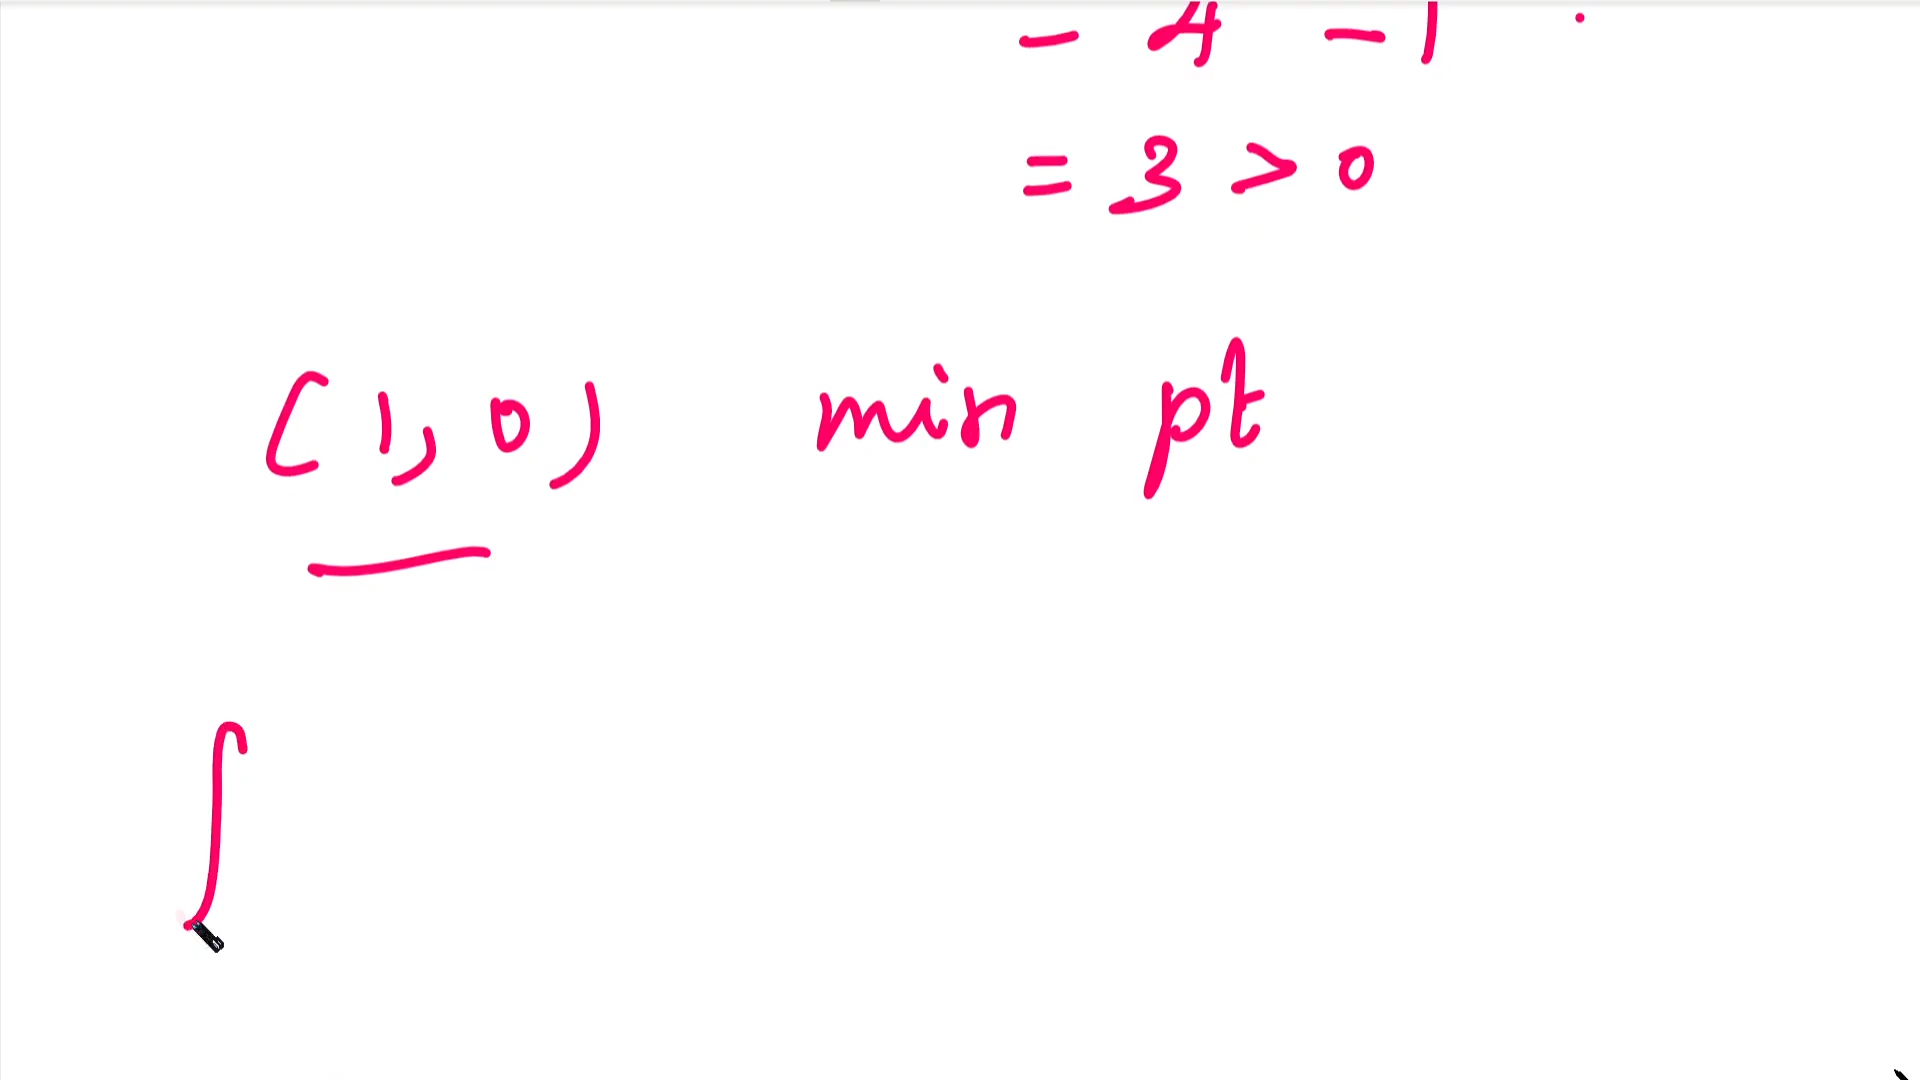 - 4 - 1 .
= 3 > 0
(1, 0) min pt
∫